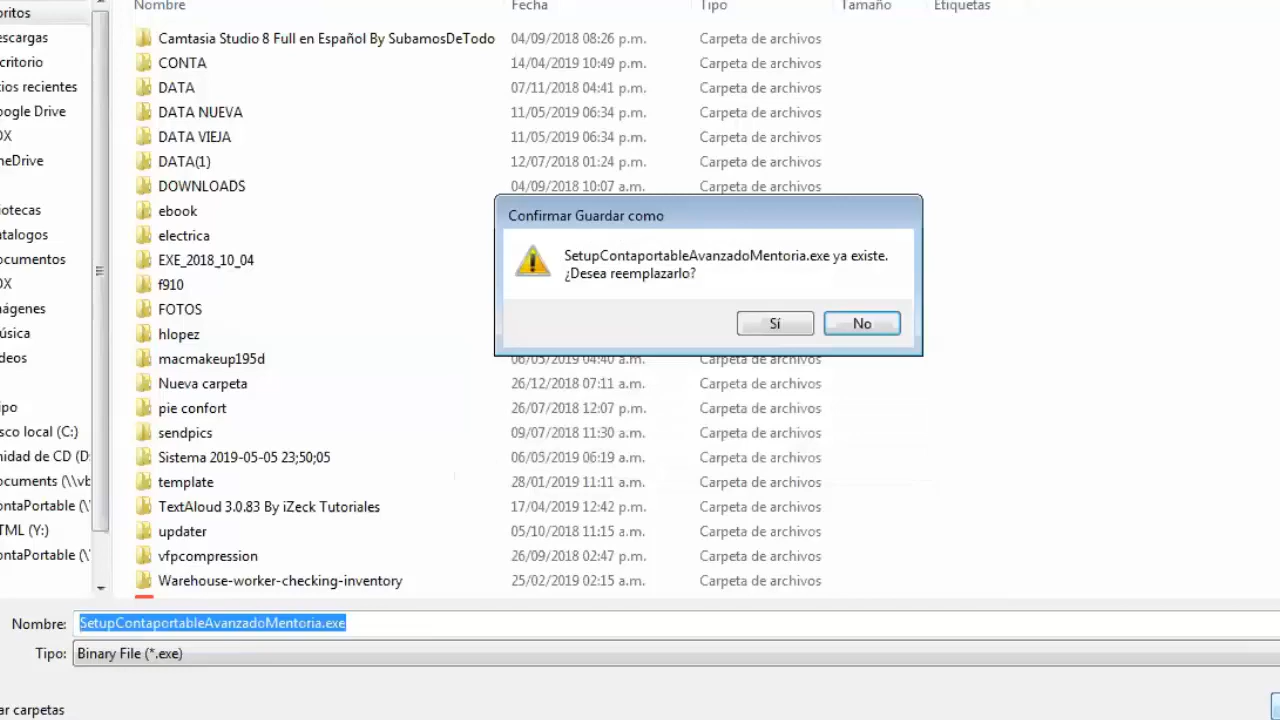 Nombre Fecha Tipo Tamaño Etiquetas
oritos
escargas
critorio
ios recientes
oogle Drive
OX
neDrive
liotecas
atalogos
ocumentos
OX
nágenes
úsica
deos
ipo
sco local (C:)
nidad de CD (D:
ocuments (\\vb
ontaPortable (\
TML (Y:)
ontaPortable (\'
Camtasia Studio 8 Full en Español By SubamosDeTodo 04/09/2018 08:26 p.m. Carpeta de archivos
CONTA 14/04/2019 10:49 p.m. Carpeta de archivos
DATA 07/11/2018 04:41 p.m. Carpeta de archivos
DATA NUEVA 11/05/2019 06:34 p.m. Carpeta de archivos
DATA VIEJA 11/05/2019 06:34 p.m. Carpeta de archivos
DATA(1) 12/07/2018 01:24 p.m. Carpeta de archivos
DOWNLOADS 04/09/2018 10:07 a.m. Carpeta de archivos
ebook
electrica
EXE_2018_10_04
f910
FOTOS
hlopez
macmakeup195d 06/05/2019 04:40 a.m. Carpeta de archivos
Nueva carpeta 26/12/2018 07:11 a.m. Carpeta de archivos
pie confort 26/07/2018 12:07 p.m. Carpeta de archivos
sendpics 09/07/2018 11:30 a.m. Carpeta de archivos
Sistema 2019-05-05 23;50;05 06/05/2019 06:19 a.m. Carpeta de archivos
template 28/01/2019 11:11 a.m. Carpeta de archivos
TextAloud 3.0.83 By iZeck Tutoriales 17/04/2019 12:42 p.m. Carpeta de archivos
updater 05/10/2018 11:15 a.m. Carpeta de archivos
vfpcompression 26/09/2018 02:47 p.m. Carpeta de archivos
Warehouse-worker-checking-inventory 25/02/2019 02:15 a.m. Carpeta de archivos
Confirmar Guardar como
SetupContaportableAvanzadoMentoria.exe ya existe.
¿Desea reemplazarlo?
Sí No
Nombre: SetupContaportableAvanzadoMentoria.exe
Tipo: Binary File (*.exe)
ar carpetas